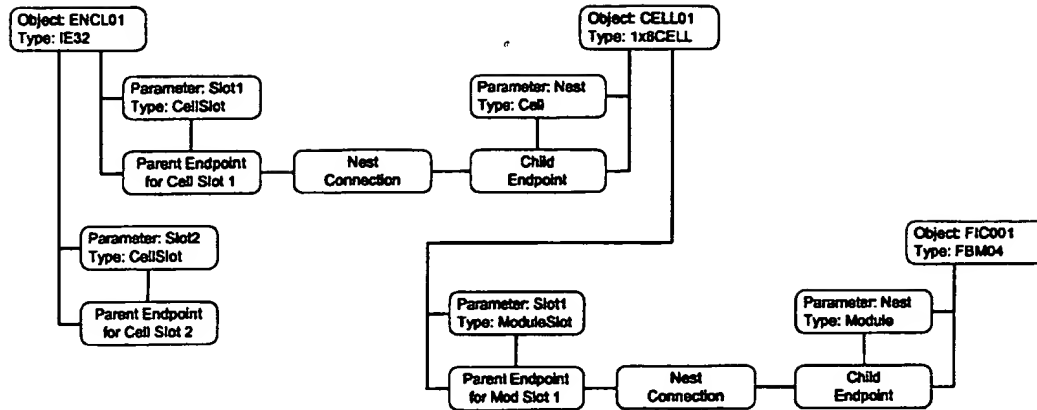 Object: ENCL01
Type: IE32
Object: CELL01
Type: 1x8CELL
Parameter: Slot1
Type: CellSlot
Parameter: Nest
Type: Cell
Parent Endpoint
for Cell Slot 1
Nest
Connection
Child
Endpoint
Parameter: Slot2
Type: CellSlot
Parent Endpoint
for Cell Slot 2
Object: FIC001
Type: FBM04
Parameter: Slot1
Type: ModuleSlot
Parameter: Nest
Type: Module
Parent Endpoint
for Mod Slot 1
Nest
Connection
Child
Endpoint